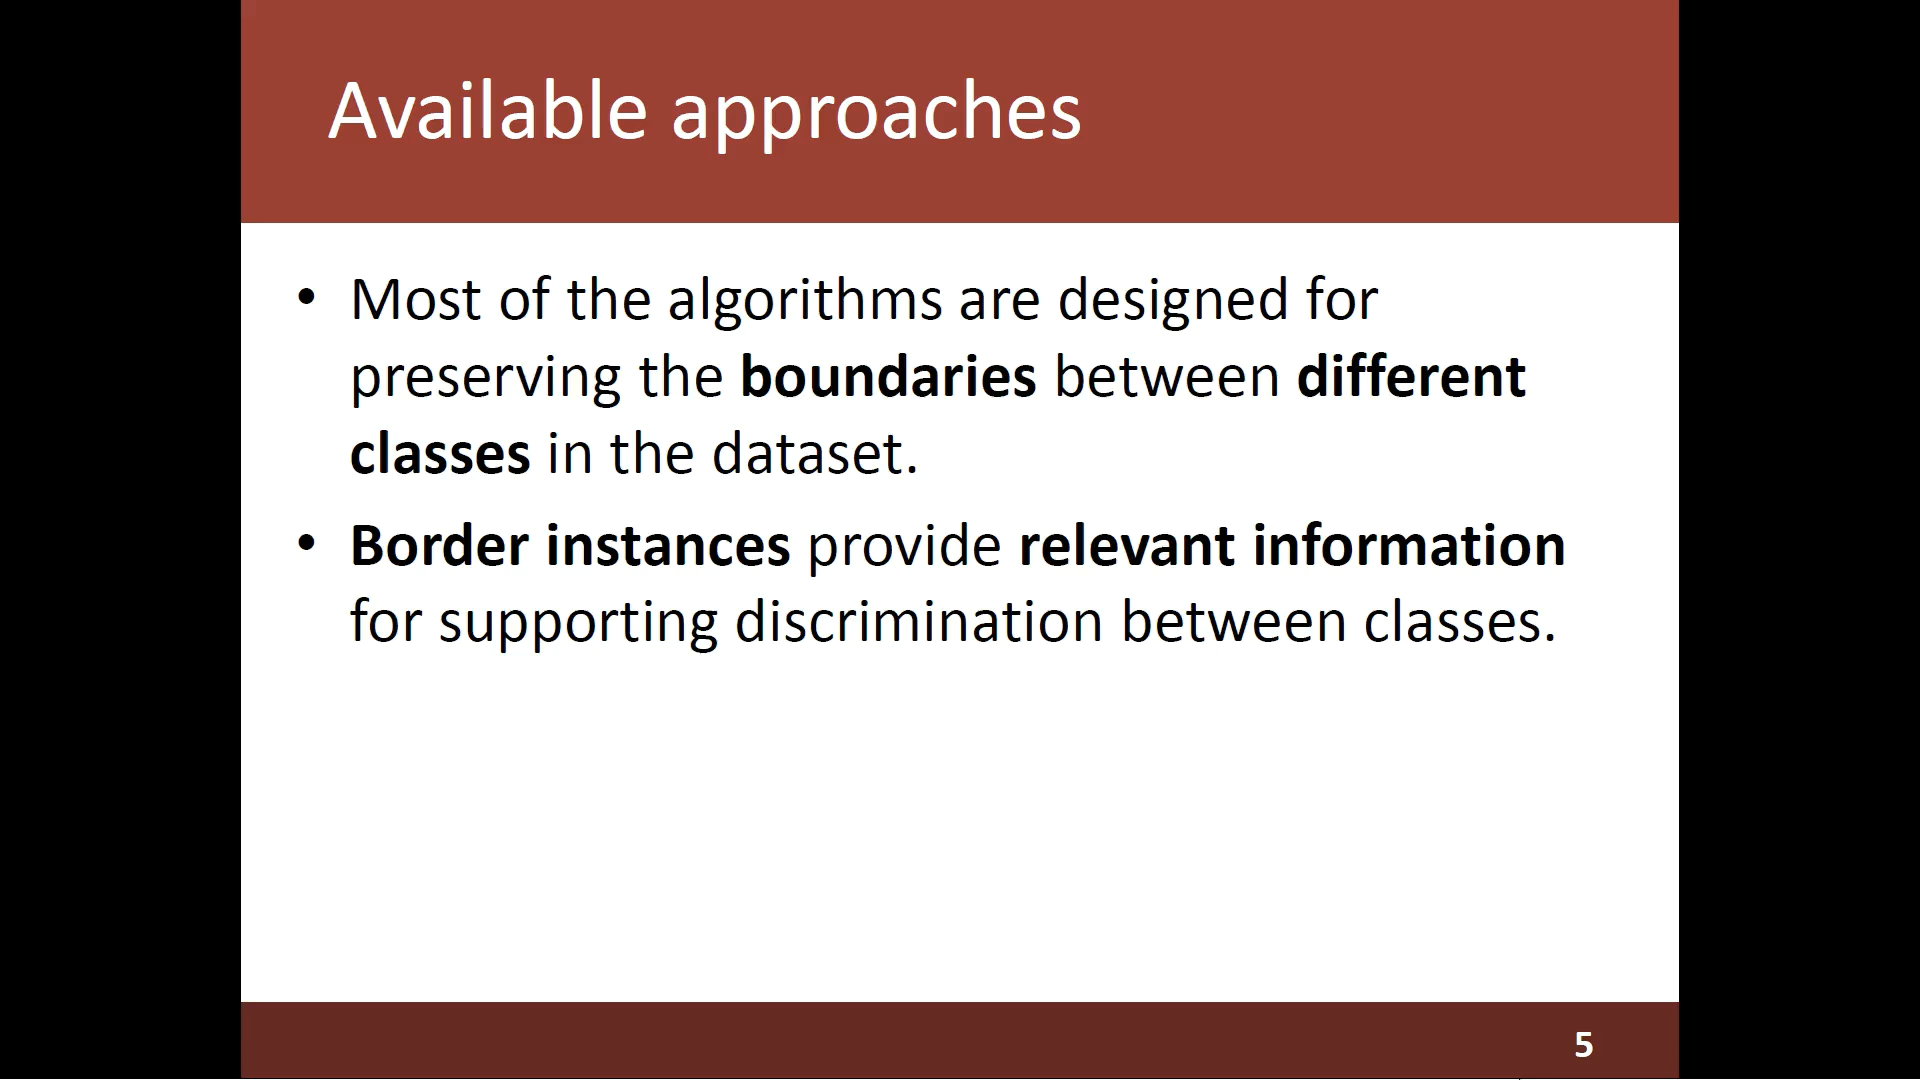 Available approaches
• Most of the algorithms are designed for
preserving the boundaries between different
classes in the dataset.
• Border instances provide relevant information
for supporting discrimination between classes.
5